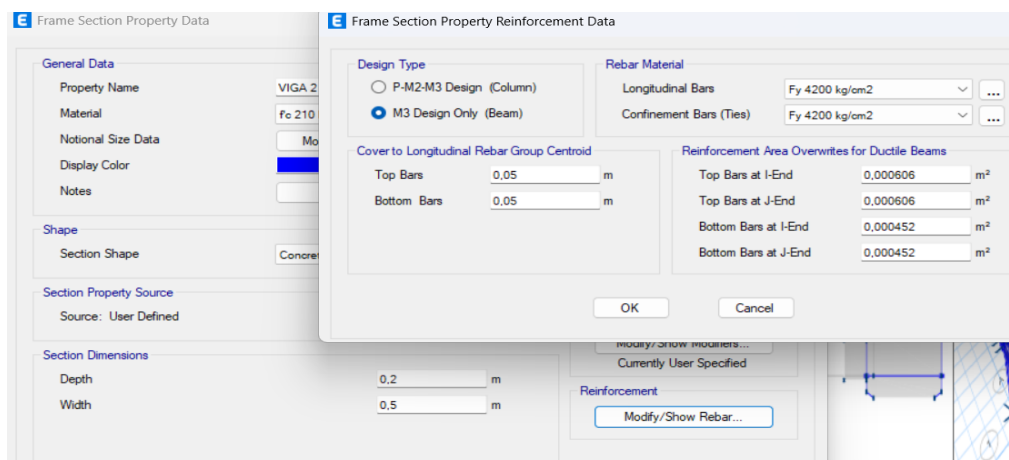 Frame Section Property Data
General Data
Property Name VIGA 2
Material f'c 210
Notional Size Data Mo
Display Color
Notes
Shape
Section Shape Concret
Section Property Source
Source: User Defined
Section Dimensions
Depth 0,2 m
Width 0,5 m
Modify/Show Modifiers...
Currently User Specified
Reinforcement
Modify/Show Rebar...
Frame Section Property Reinforcement Data
Design Type
P-M2-M3 Design (Column)
M3 Design Only (Beam)
Rebar Material
Longitudinal Bars Fy 4200 kg/cm2 ...
Confinement Bars (Ties) Fy 4200 kg/cm2 ...
Cover to Longitudinal Rebar Group Centroid
Top Bars 0,05 m
Bottom Bars 0,05 m
Reinforcement Area Overwrites for Ductile Beams
Top Bars at I-End 0,000606 m²
Top Bars at J-End 0,000606 m²
Bottom Bars at I-End 0,000452 m²
Bottom Bars at J-End 0,000452 m²
OK Cancel